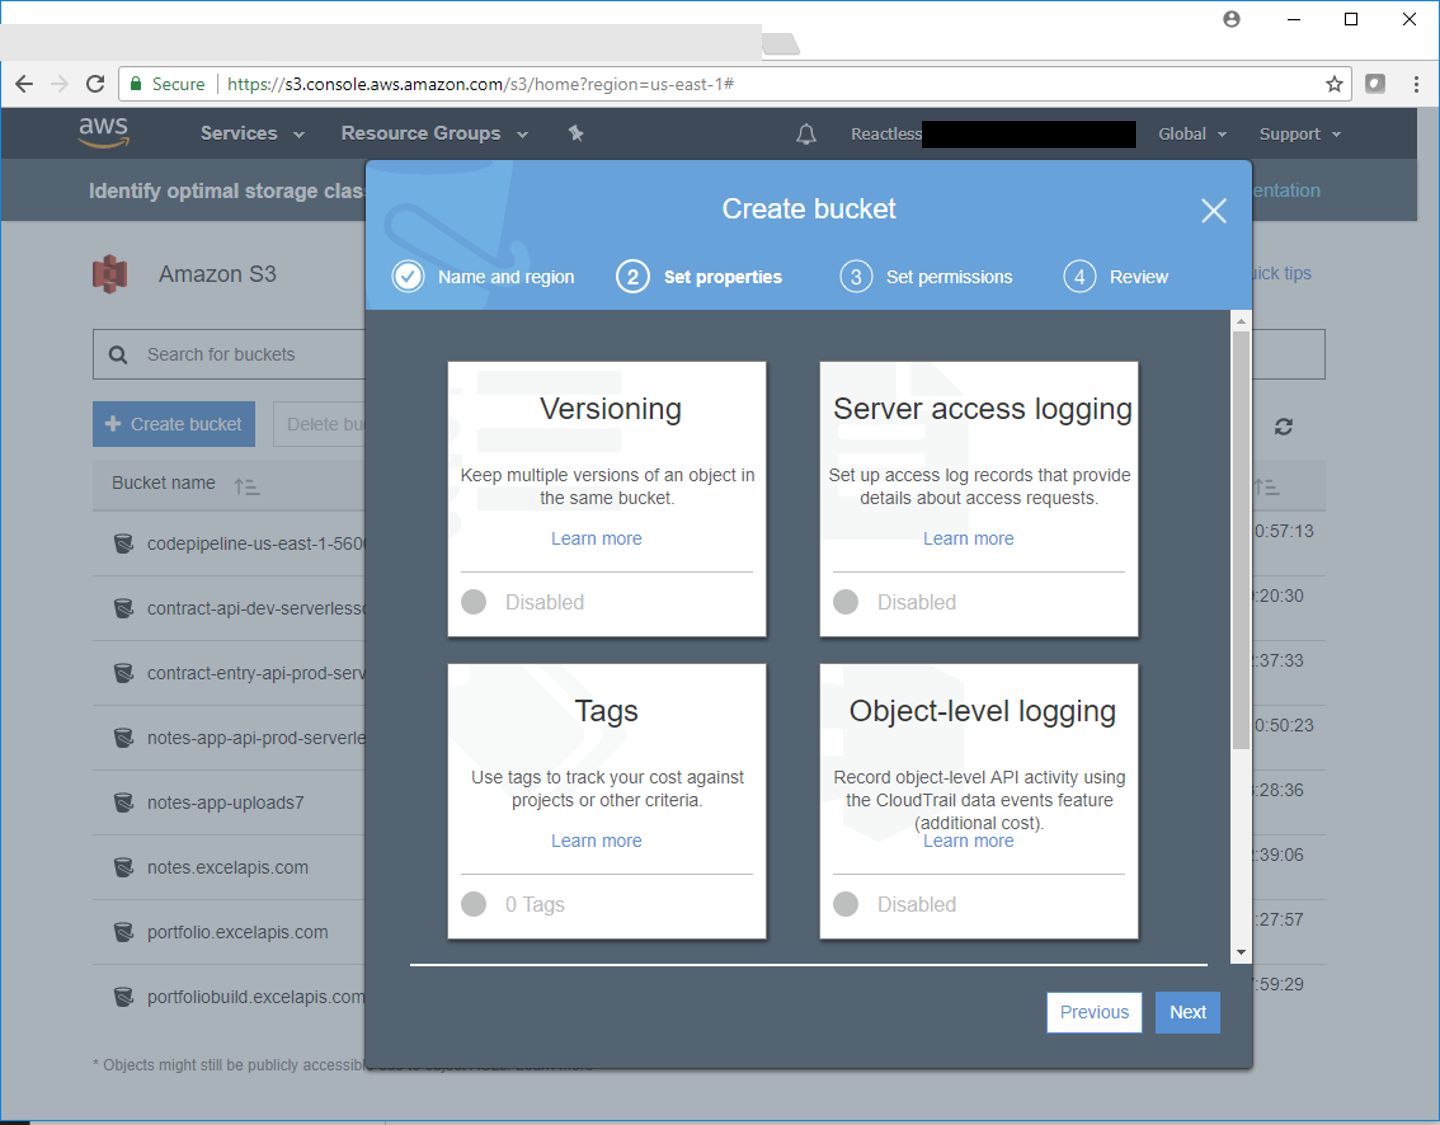 Secure
https://s3.console.aws.amazon.com/s3/home?region=us-east-1#
aws
Services
Resource Groups
Reactless
Global
Support
Identify optimal storage
Create bucket
Name and region
2 Set properties
3 Set permissions
4 Review
Amazon S3
tips
Search for buckets
Create bucket
Delete
Bucket name
codepipeline-us-east-1-560
0:57:13
contract-api-dev-serverless
:20:30
contract-entry-api-prod-serv
:37:33
notes-app-api-prod-serverle
0:50:23
notes-app-uploads7
:28:36
notes.excelapis.com
:39:06
portfolio.excelapis.com
:27:57
portfoliobuild.excelapis.com
:59:29
* Objects might still be publicly
Versioning
Keep multiple versions of an object in
the same bucket.
Learn more
Disabled
Server access logging
Set up access log records that provide
details about access requests.
Learn more
Disabled
Tags
Use tags to track your cost against
projects or other criteria.
Learn more
0 Tags
Object-level logging
Record object-level API activity using
the CloudTrail data events feature
(additional cost).
Learn more
Disabled
Previous
Next